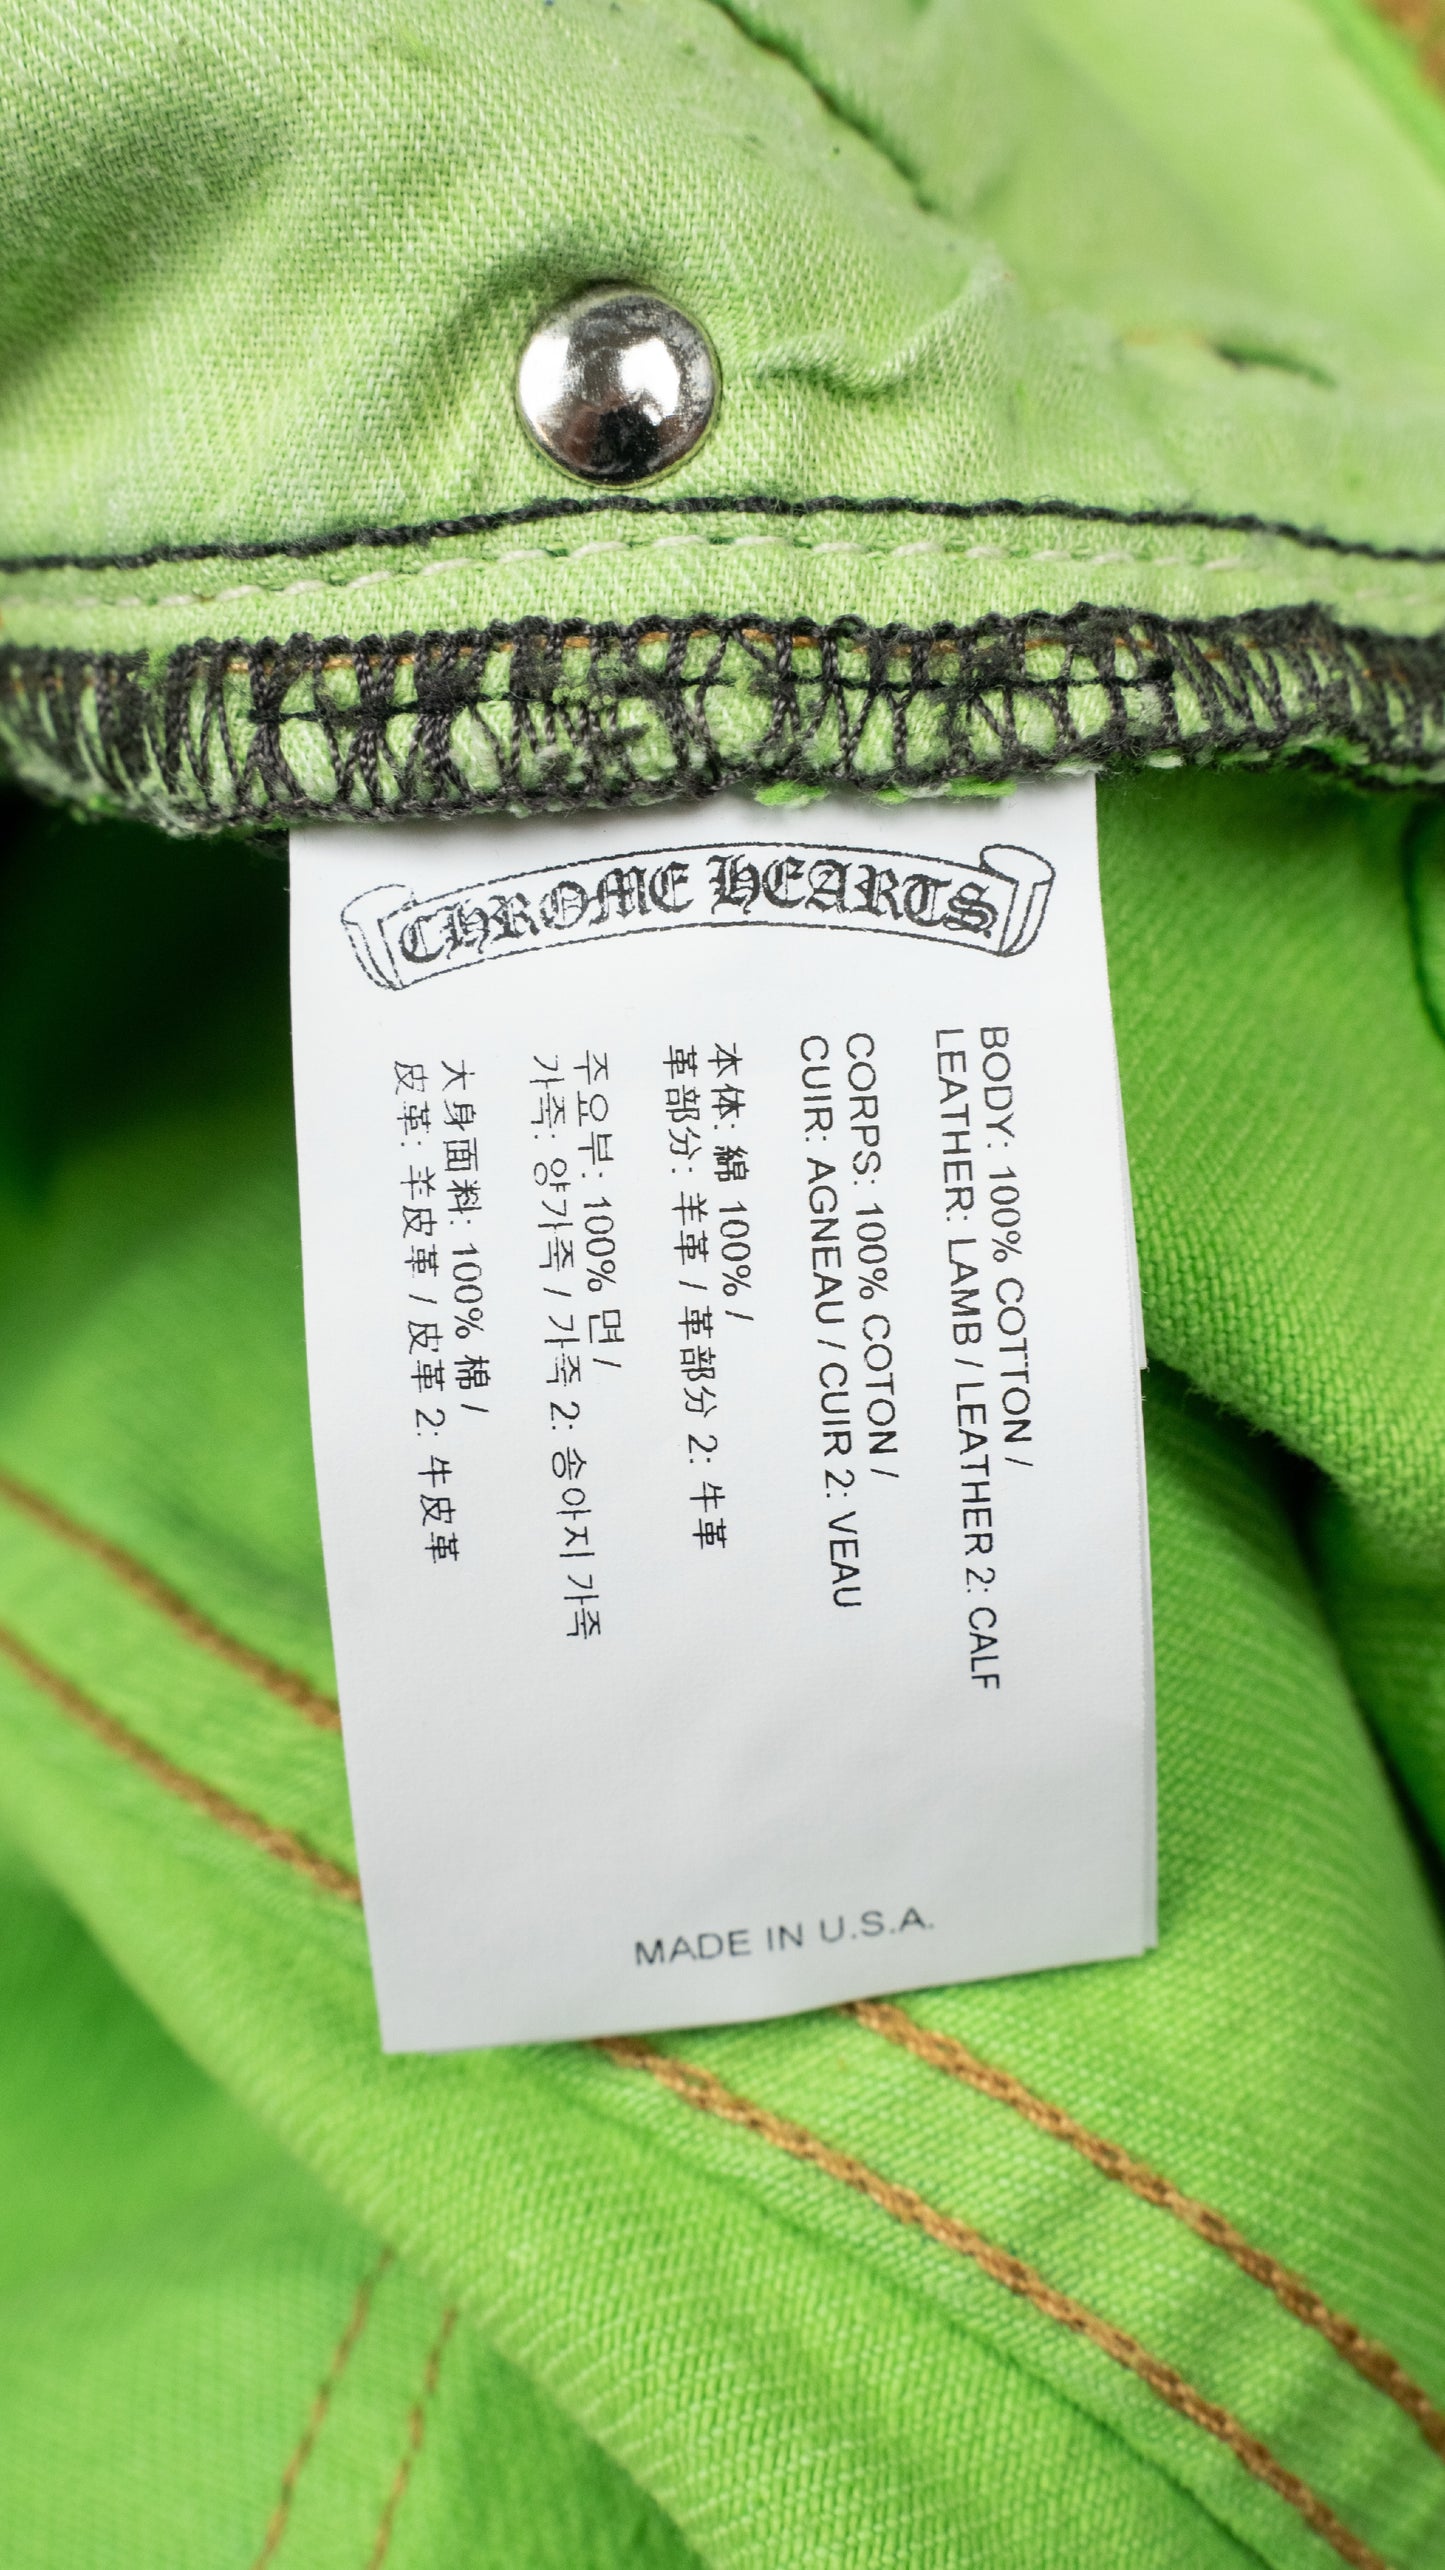 CHROME HEARTS
BODY: 100% COTTON /
LEATHER: LAMB / LEATHER 2: CALF
CORPS: 100% COTON /
CUIR: AGNEAU / CUIR 2: VEAU
本体: 綿 100% /
革部分: 羊革 / 革部分 2: 牛革
주요부: 100% 면 /
가죽: 양가죽 / 가죽 2: 송아지 가죽
大身面料: 100% 棉 /
皮革: 羊皮革 / 皮革 2: 牛皮革
MADE IN U.S.A.